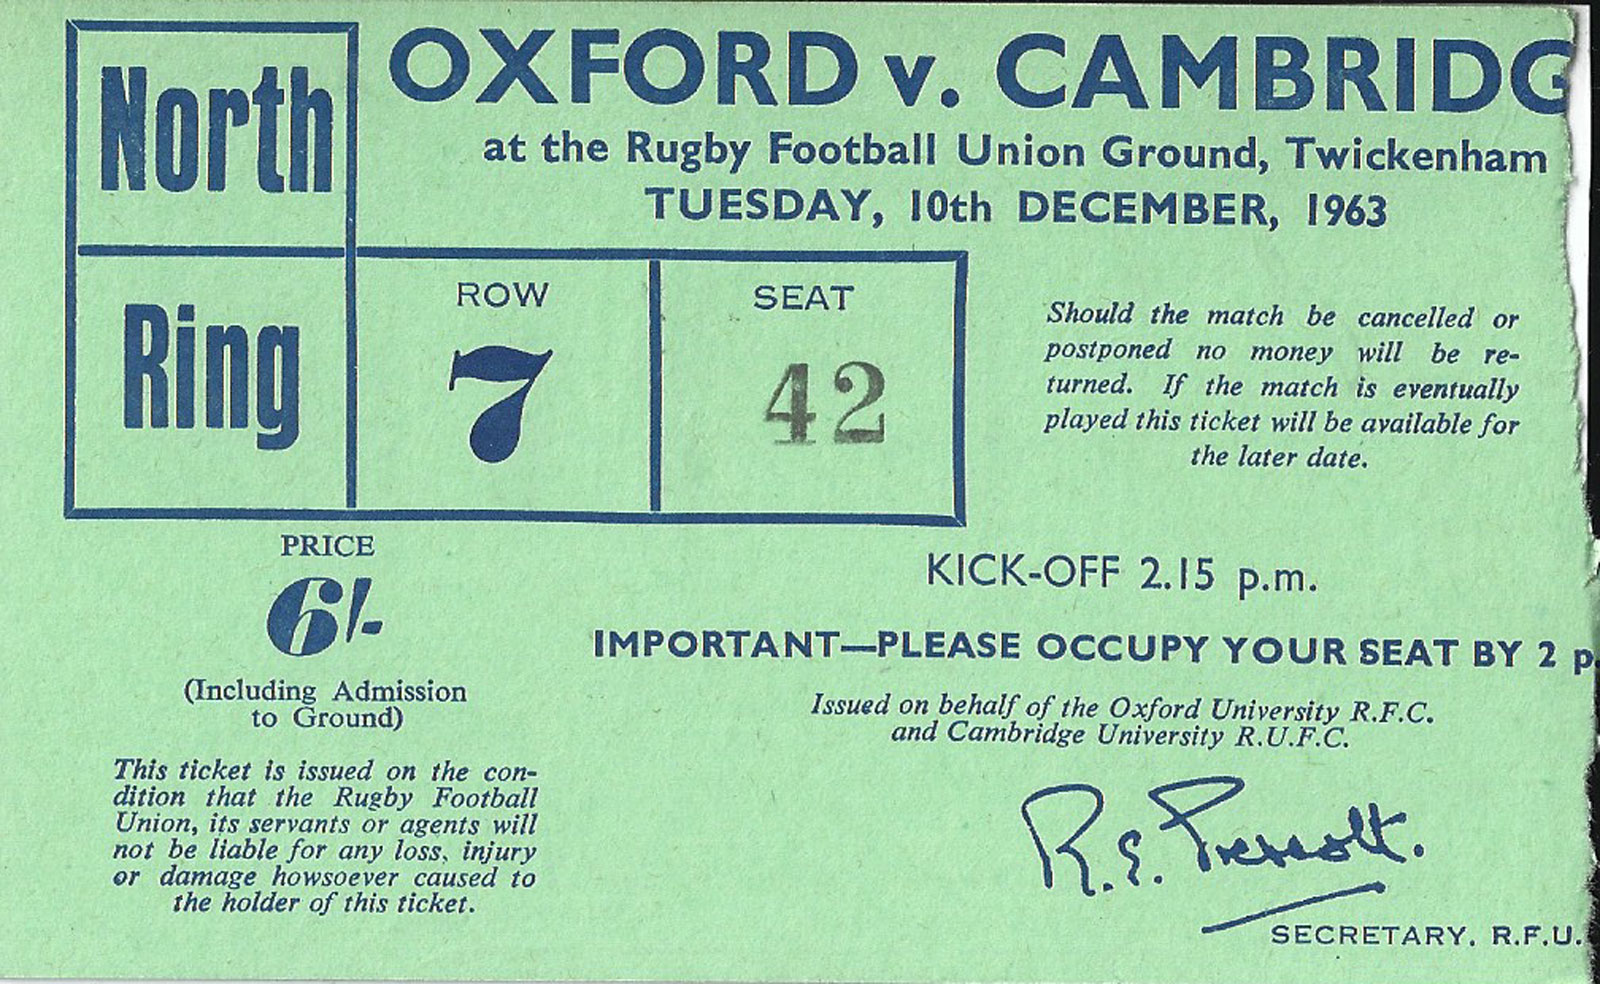 North
Ring
OXFORD v. CAMBRIDG
at the Rugby Football Union Ground, Twickenham
TUESDAY, 10th DECEMBER, 1963
ROW
7
SEAT
42
Should the match be cancelled or
postponed no money will be re-
turned. If the match is eventually
played this ticket will be available for
the later date.
PRICE
6/-
(Including Admission
to Ground)
This ticket is issued on the con-
dition that the Rugby Football
Union, its servants or agents will
not be liable for any loss, injury
or damage howsoever caused to
the holder of this ticket.
KICK-OFF 2.15 p.m.
IMPORTANT—PLEASE OCCUPY YOUR SEAT BY 2 p.
Issued on behalf of the Oxford University R.F.C.
and Cambridge University R.U.F.C.
R.E. Prescott.
SECRETARY. R.F.U.